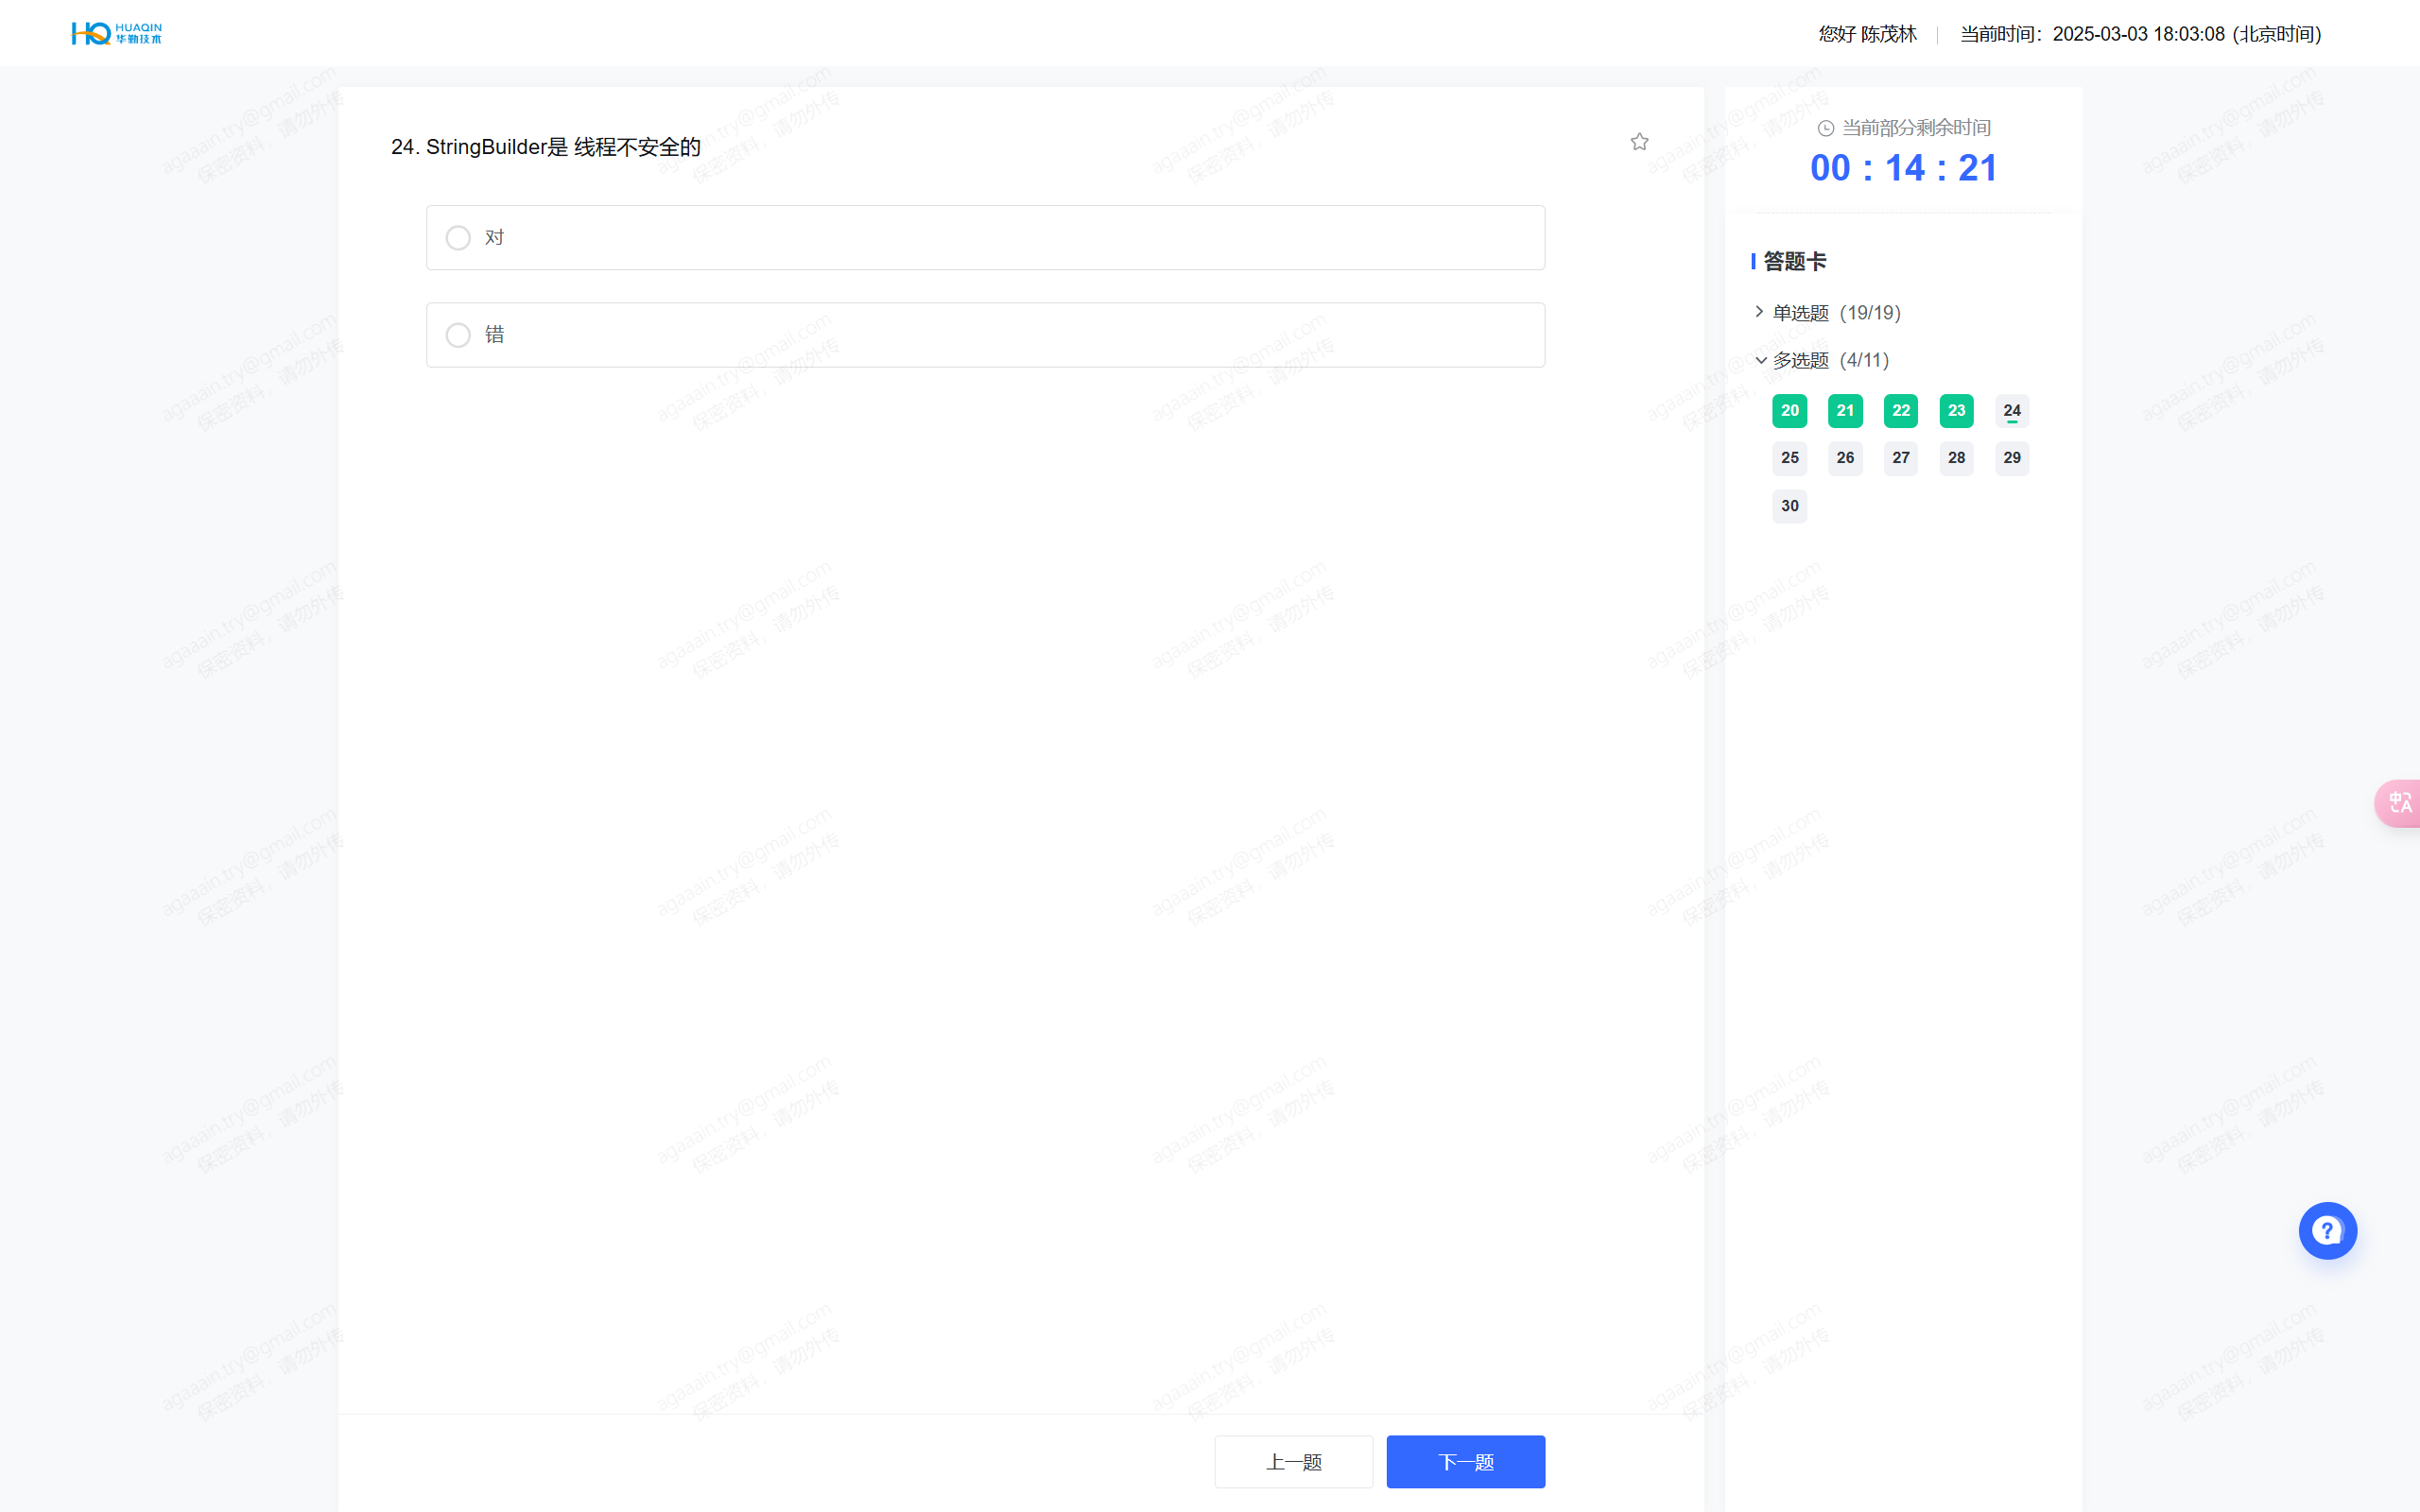 HQ HUAQIN
华勤技术
您好 陈茂林
当前时间：2025-03-03 18:03:08 (北京时间)
24. StringBuilder是 线程不安全的
对
错
上一题
下一题
当前部分剩余时间
00 : 14 : 21
答题卡
单选题（19/19）
多选题（4/11）
20 21 22 23 24
25 26 27 28 29
30
中A
?
agaaain.try@gmail.com
保密资料，请勿外传